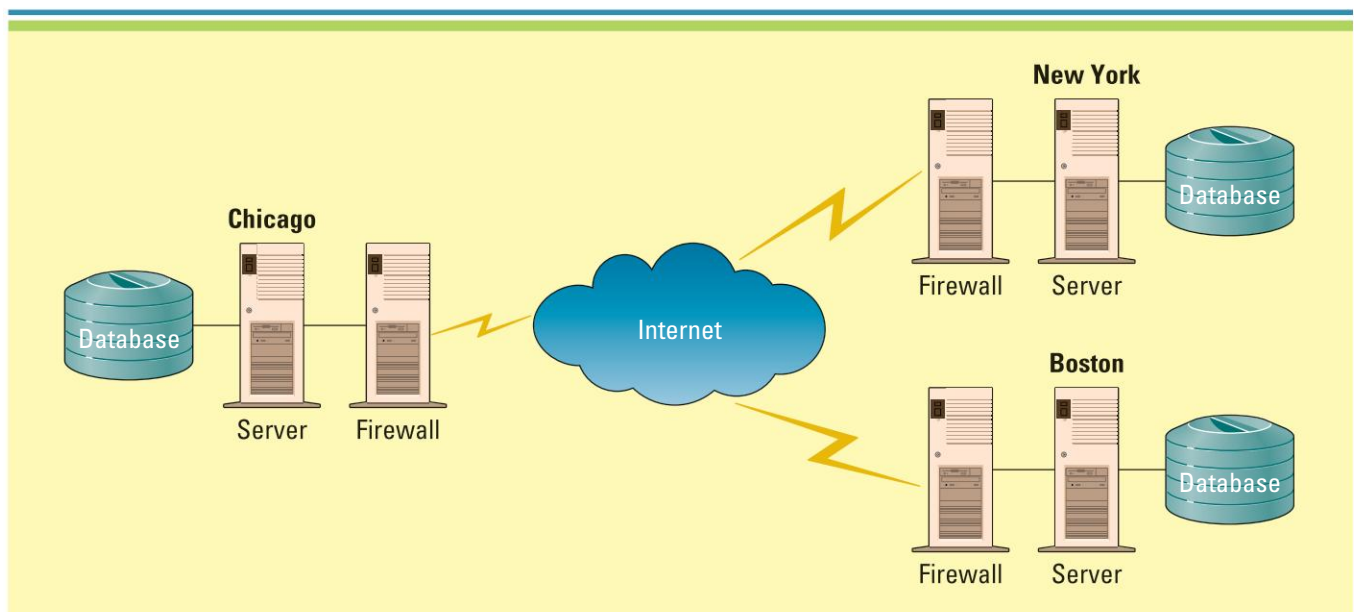 Chicago
Database
Server
Firewall
Internet
New York
Database
Firewall
Server
Boston
Database
Firewall
Server